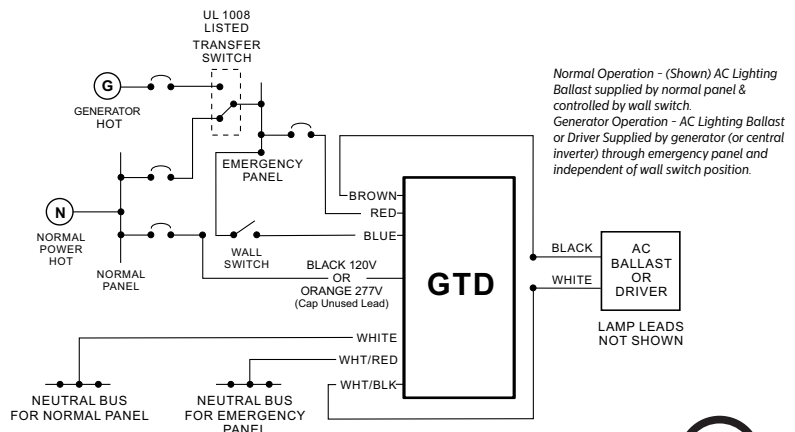 UL 1008
LISTED
TRANSFER
SWITCH
G
GENERATOR
HOT
Normal Operation – (Shown) AC Lighting
Ballast supplied by normal panel &
controlled by wall switch.
Generator Operation – AC Lighting Ballast
or Driver Supplied by generator (or central
inverter) through emergency panel and
independent of wall switch position.
EMERGENCY
PANEL
N
NORMAL
POWER
HOT
NORMAL
PANEL
WALL
SWITCH
BROWN
RED
BLUE
BLACK 120V
OR
ORANGE 277V
(Cap Unused Lead)
GTD
BLACK
WHITE
AC
BALLAST
OR
DRIVER
LAMP LEADS
NOT SHOWN
WHITE
WHT/RED
WHT/BLK
NEUTRAL BUS
FOR NORMAL PANEL
NEUTRAL BUS
FOR EMERGENCY
PANEL